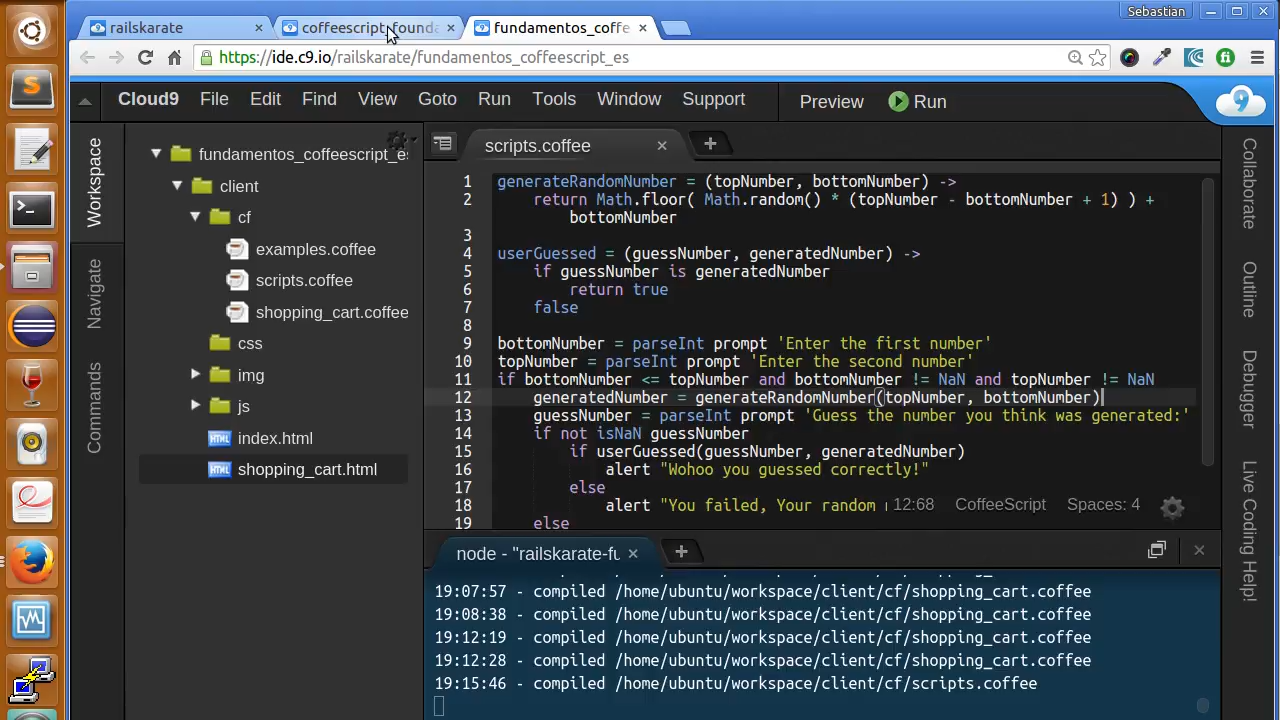 Sebastian
railskarate
coffeescript_founda
fundamentos_coffe
https://ide.c9.io/railskarate/fundamentos_coffeescript_es
Cloud9 File Edit Find View Goto Run Tools Window Support Preview Run
Workspace
Navigate
Commands
fundamentos_coffeescript_es
client
cf
examples.coffee
scripts.coffee
shopping_cart.coffee
css
img
js
index.html
shopping_cart.html
scripts.coffee
1 generateRandomNumber = (topNumber, bottomNumber) ->
2 return Math.floor( Math.random() * (topNumber - bottomNumber + 1) ) +
bottomNumber
3
4 userGuessed = (guessNumber, generatedNumber) ->
5 if guessNumber is generatedNumber
6 return true
7 false
8
9 bottomNumber = parseInt prompt 'Enter the first number'
10 topNumber = parseInt prompt 'Enter the second number'
11 if bottomNumber <= topNumber and bottomNumber != NaN and topNumber != NaN
12 generatedNumber = generateRandomNumber(topNumber, bottomNumber)
13 guessNumber = parseInt prompt 'Guess the number you think was generated:'
14 if not isNaN guessNumber
15 if userGuessed(guessNumber, generatedNumber)
16 alert "Wohoo you guessed correctly!"
17 else
18 alert "You failed, Your random
19 else
12:68 CoffeeScript Spaces: 4
node - "railskarate-fu
19:07:57 - compiled /home/ubuntu/workspace/client/cf/shopping_cart.coffee
19:08:38 - compiled /home/ubuntu/workspace/client/cf/shopping_cart.coffee
19:12:19 - compiled /home/ubuntu/workspace/client/cf/shopping_cart.coffee
19:12:28 - compiled /home/ubuntu/workspace/client/cf/shopping_cart.coffee
19:15:46 - compiled /home/ubuntu/workspace/client/cf/scripts.coffee
Collaborate
Outline
Debugger
Live Coding Help!